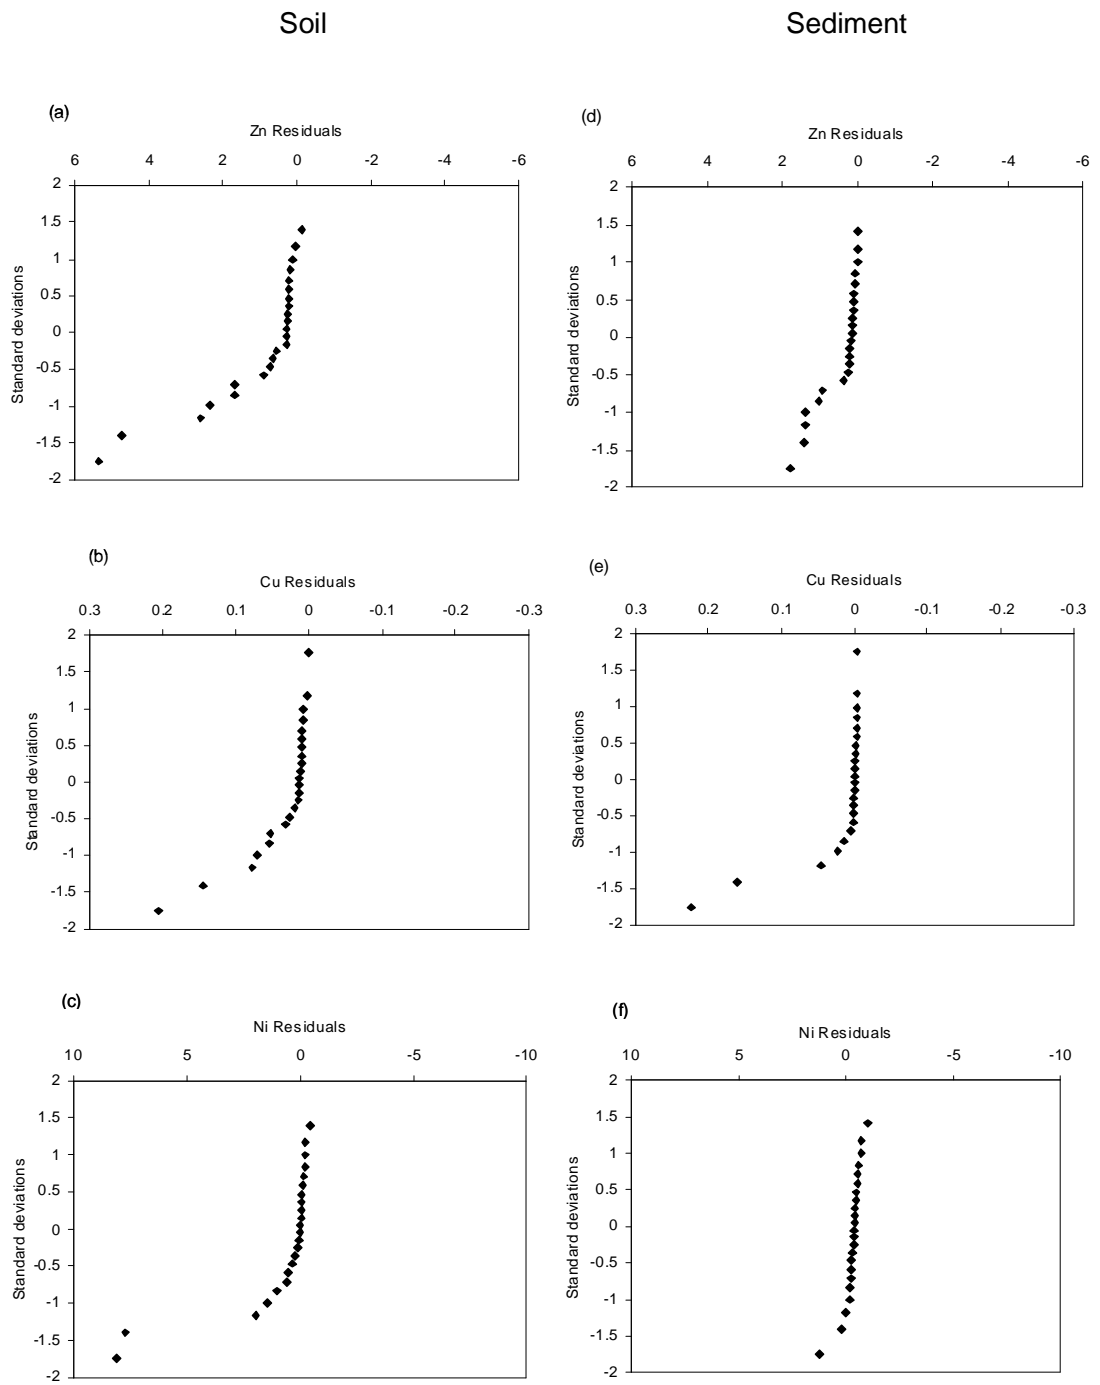 Soil
Sediment
(a)
Zn Residuals
6 4 2 0 -2 -4 -6
2
1.5
1
0.5
0
-0.5
-1
-1.5
-2
Standard deviations
(d)
Zn Residuals
6 4 2 0 -2 -4 -6
2
1.5
1
0.5
0
-0.5
-1
-1.5
-2
Standard deviations
(b)
Cu Residuals
0.3 0.2 0.1 0 -0.1 -0.2 -0.3
2
1.5
1
0.5
0
-0.5
-1
-1.5
-2
Standard deviations
(e)
Cu Residuals
0.3 0.2 0.1 0 -0.1 -0.2 -0.3
2
1.5
1
0.5
0
-0.5
-1
-1.5
-2
Standard deviations
(c)
Ni Residuals
10 5 0 -5 -10
2
1.5
1
0.5
0
-0.5
-1
-1.5
-2
Standard deviations
(f)
Ni Residuals
10 5 0 -5 -10
2
1.5
1
0.5
0
-0.5
-1
-1.5
-2
Standard deviations